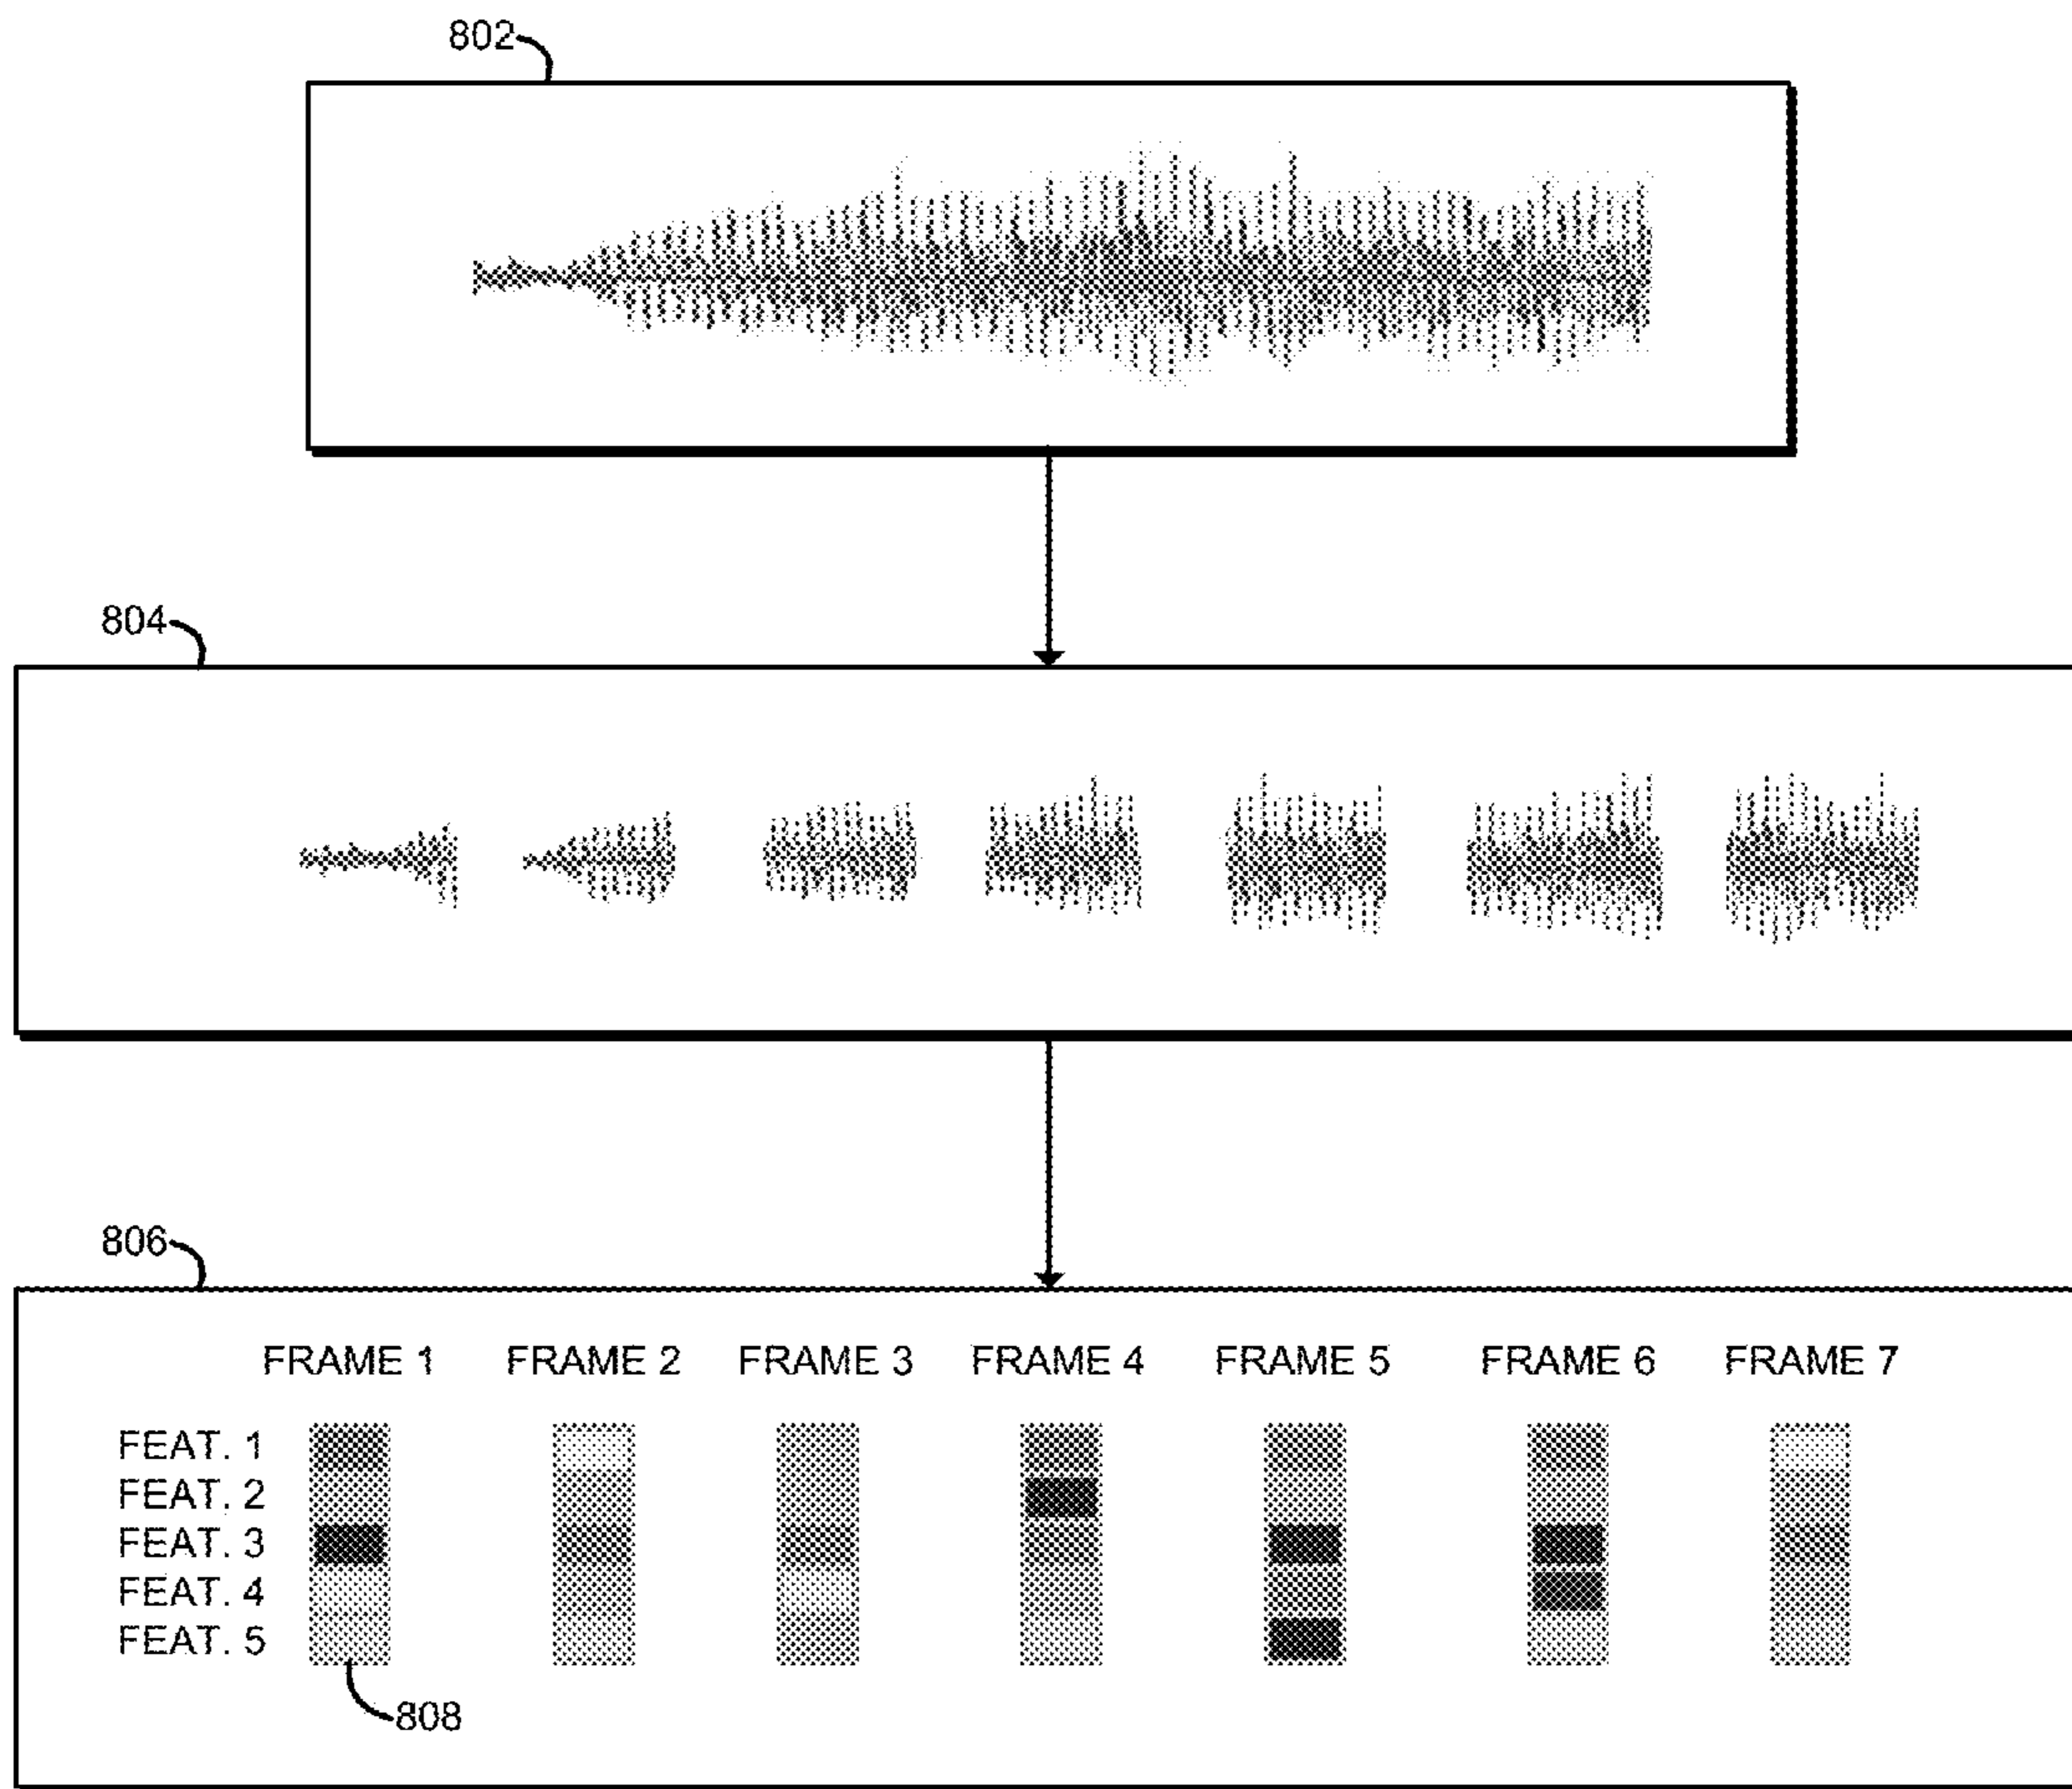 802
804
806
FRAME 1 FRAME 2 FRAME 3 FRAME 4 FRAME 5 FRAME 6 FRAME 7
FEAT. 1
FEAT. 2
FEAT. 3
FEAT. 4
FEAT. 5
808